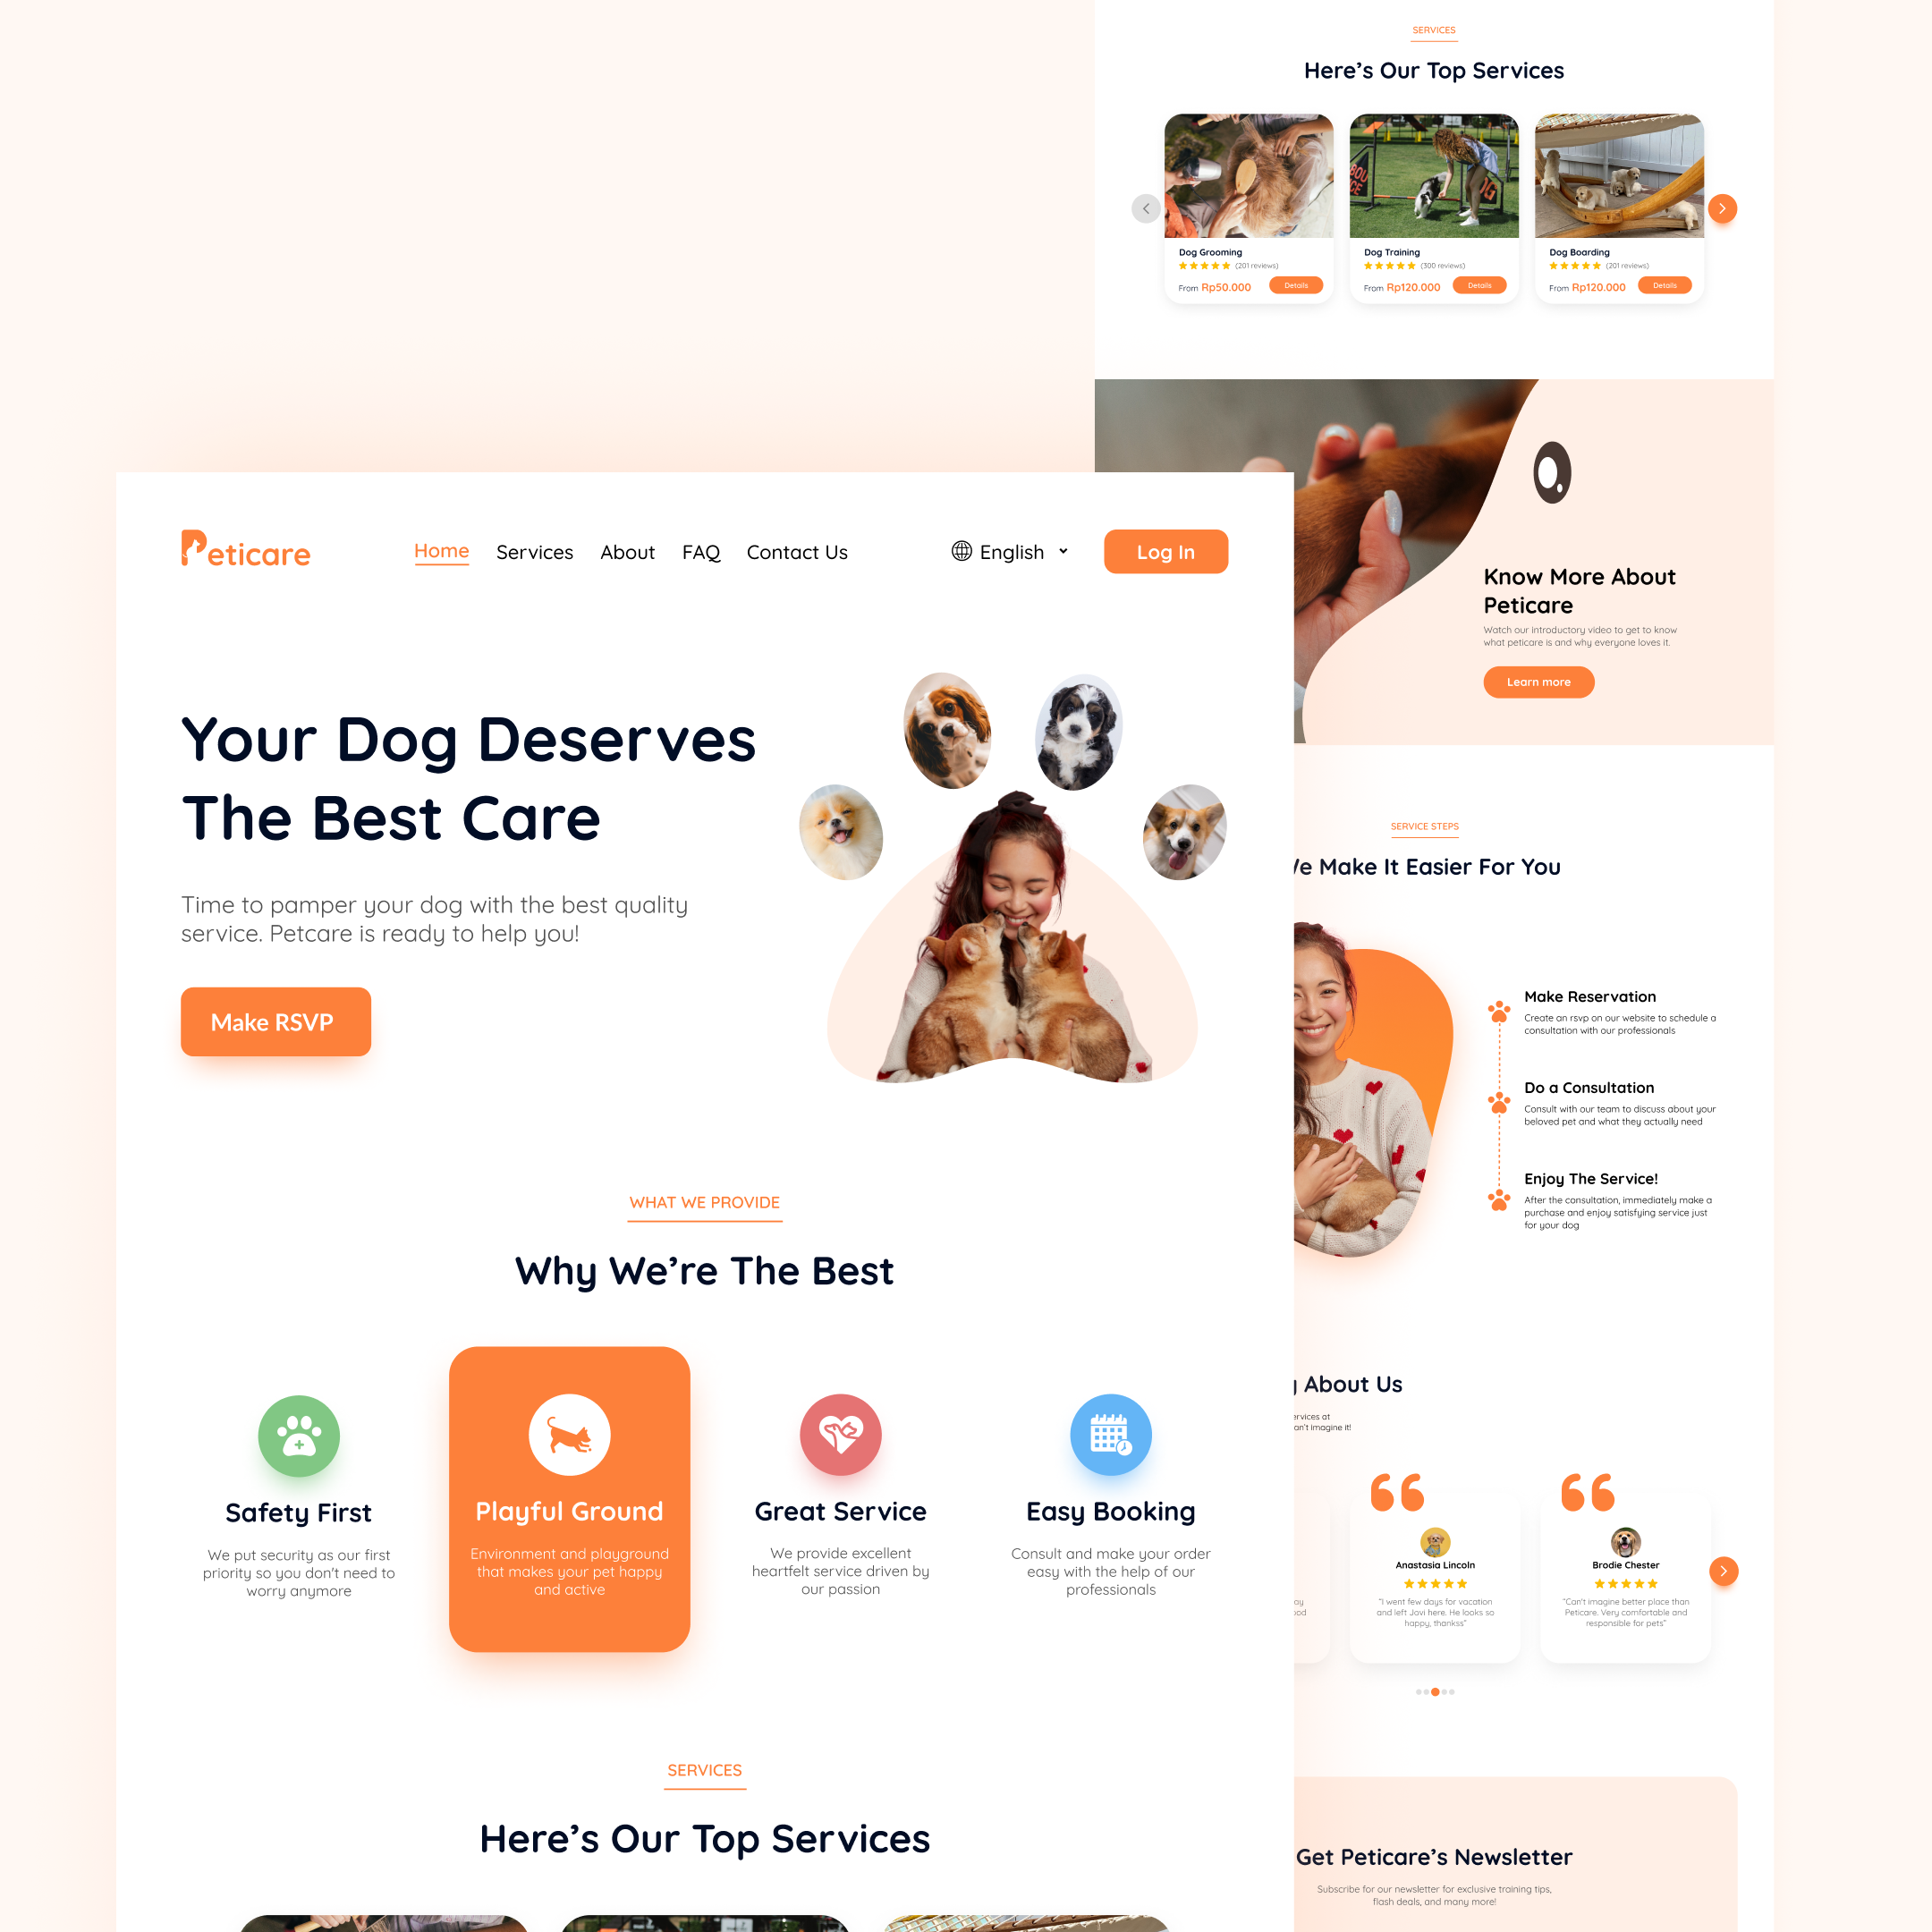 Peticare
Home
Services
About
FAQ
Contact Us
English
Log In
Your Dog Deserves
The Best Care
Time to pamper your dog with the best quality
service. Petcare is ready to help you!
Make RSVP
WHAT WE PROVIDE
Why We're The Best
Safety First
We put security as our first
priority so you don't need to
worry anymore
Playful Ground
Environment and playground
that makes your pet happy
and active
Great Service
We provide excellent
heartfelt service driven by
our passion
Easy Booking
Consult and make your order
easy with the help of our
professionals
SERVICES
Here's Our Top Services
SERVICES
Here's Our Top Services
Dog Grooming
(201 reviews)
From Rp50.000
Details
Dog Training
(300 reviews)
From Rp120.000
Details
Dog Boarding
(201 reviews)
From Rp120.000
Details
Know More About
Peticare
Watch our introductory video to get to know
what peticare is and why everyone loves it.
Learn more
SERVICE STEPS
Make It Easier For You
Make Reservation
Create an rsvp on our website to schedule a
consultation with our professionals
Do a Consultation
Consult with our team to discuss about your
beloved pet and what they actually need
Enjoy The Service!
After the consultation, immediately make a
purchase and enjoy satisfying service just
for your dog
About Us
ervices at
an't imagine it!
Anastasia Lincoln
"I went few days for vacation
and left Jovi here. He looks so
happy, thankss"
Brodie Chester
"Can't imagine better place than
Peticare. Very comfortable and
responsible for pets"
Get Peticare's Newsletter
Subscribe for our newsletter for exclusive training tips,
flash deals, and many more!